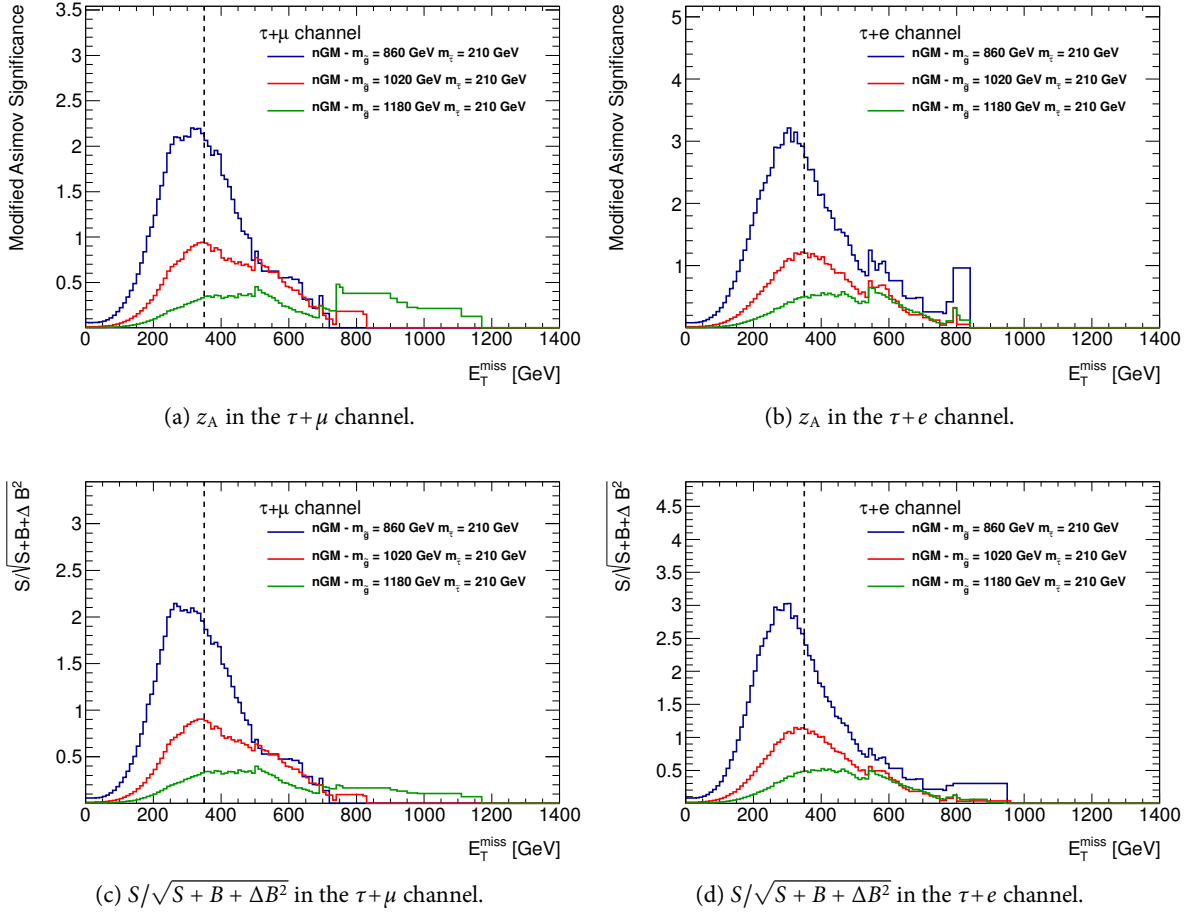 Modified Asimov Significance
3.5
3
2.5
2
1.5
1
0.5
τ+μ channel
nGM - m_g̃ = 860 GeV m_τ̃ = 210 GeV
nGM - m_g̃ = 1020 GeV m_τ̃ = 210 GeV
nGM - m_g̃ = 1180 GeV m_τ̃ = 210 GeV
0 200 400 600 800 1000 1200 1400
E_T^miss [GeV]
(a) z_A in the τ+μ channel.
Modified Asimov Significance
5
4
3
2
1
τ+e channel
nGM - m_g̃ = 860 GeV m_τ̃ = 210 GeV
nGM - m_g̃ = 1020 GeV m_τ̃ = 210 GeV
nGM - m_g̃ = 1180 GeV m_τ̃ = 210 GeV
0 200 400 600 800 1000 1200 1400
E_T^miss [GeV]
(b) z_A in the τ+e channel.
S/√S+B+Δ B²
3
2.5
2
1.5
1
0.5
τ+μ channel
nGM - m_g̃ = 860 GeV m_τ̃ = 210 GeV
nGM - m_g̃ = 1020 GeV m_τ̃ = 210 GeV
nGM - m_g̃ = 1180 GeV m_τ̃ = 210 GeV
0 200 400 600 800 1000 1200 1400
E_T^miss [GeV]
(c) S/√S + B + ΔB² in the τ+μ channel.
S/√S+B+Δ B²
4.5
4
3.5
3
2.5
2
1.5
1
0.5
τ+e channel
nGM - m_g̃ = 860 GeV m_τ̃ = 210 GeV
nGM - m_g̃ = 1020 GeV m_τ̃ = 210 GeV
nGM - m_g̃ = 1180 GeV m_τ̃ = 210 GeV
0 200 400 600 800 1000 1200 1400
E_T^miss [GeV]
(d) S/√S + B + ΔB² in the τ+e channel.